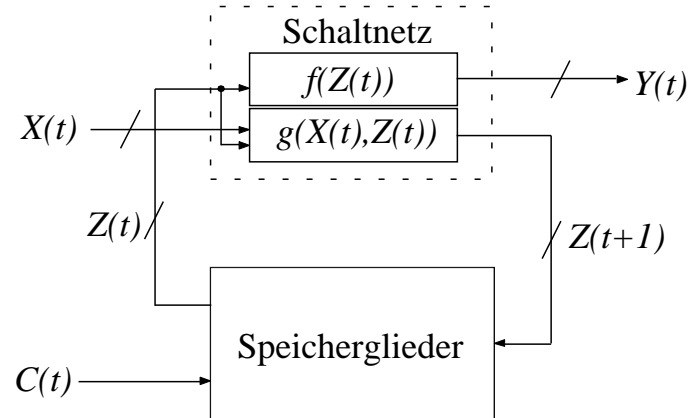 Schaltnetz
f(Z(t))
Y(t)
X(t)
g(X(t),Z(t))
Z(t)
Z(t+1)
Speicherglieder
C(t)